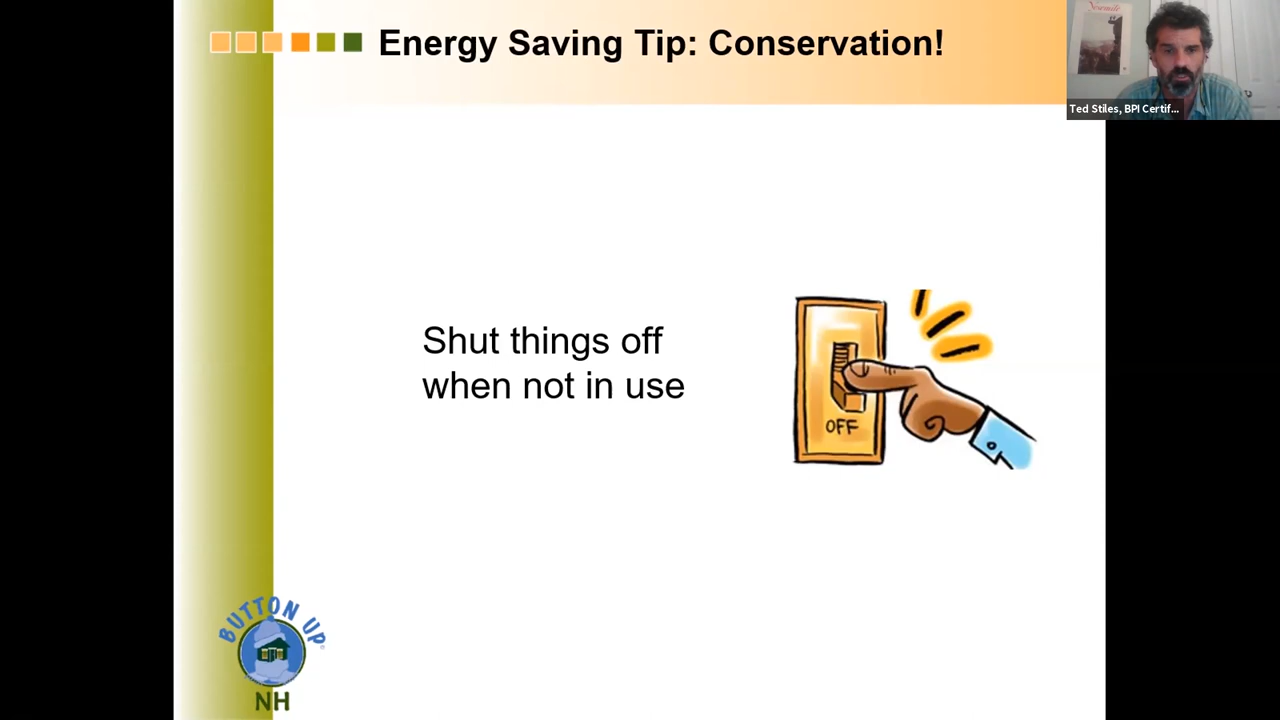 Energy Saving Tip: Conservation!
Ted Stiles, BPI Certif...
Shut things off
when not in use
OFF
BUTTON UP
NH